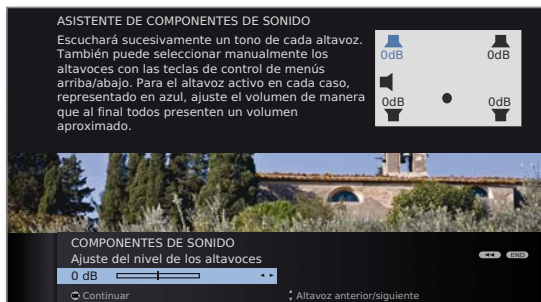 ASISTENTE DE COMPONENTES DE SONIDO
Escuchará sucesivamente un tono de cada altavoz.
También puede seleccionar manualmente los
altavoces con las teclas de control de menús
arriba/abajo. Para el altavoz activo en cada caso,
representado en azul, ajuste el volumen de manera
que al final todos presenten un volumen
aproximado.
0dB 0dB
0dB 0dB
COMPONENTES DE SONIDO
Ajuste del nivel de los altavoces
END
0 dB
OK Continuar
Altavoz anterior/siguiente